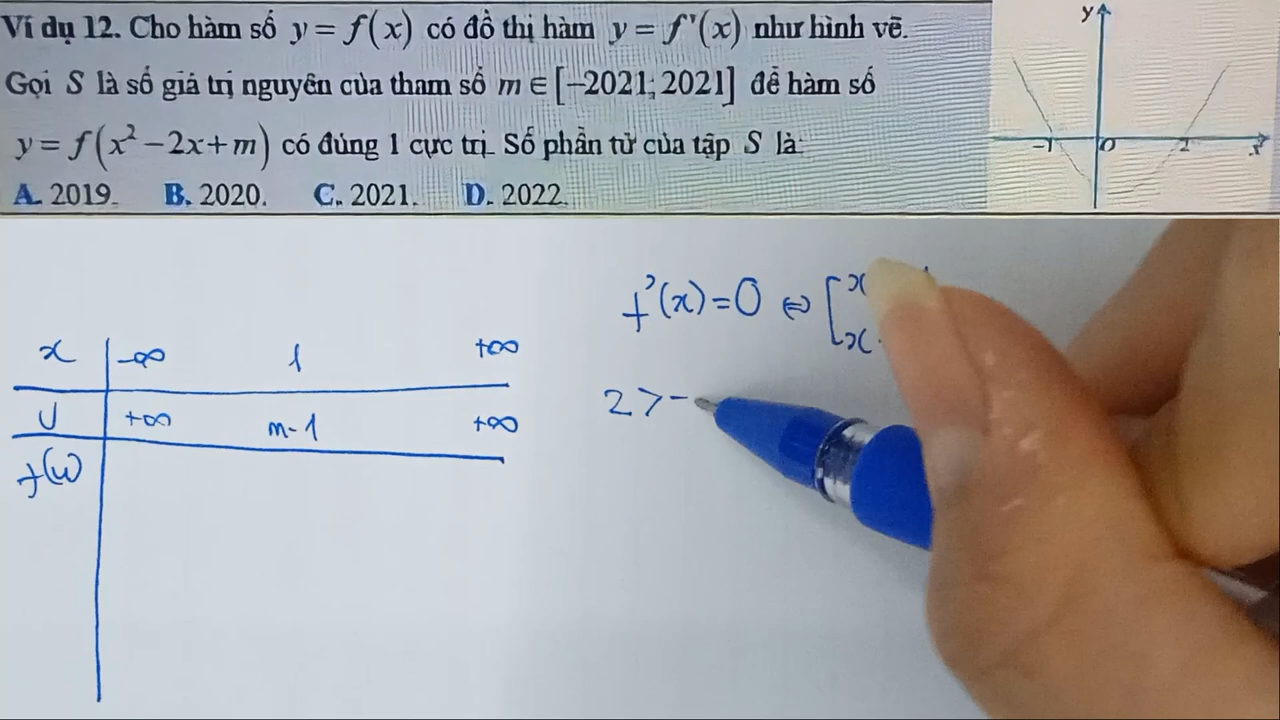 Ví dụ 12. Cho hàm số y = f(x) có đồ thị hàm y = f'(x) như hình vẽ.
Gọi S là số giá trị nguyên của tham số m ∈ [-2021; 2021] để hàm số
y = f(x² - 2x + m) có đúng 1 cực trị. Số phần tử của tập S là:
A. 2019. B. 2020. C. 2021. D. 2022.
y
-1 O 2 x
f'(x) = 0 ⇔ [ x
x
x -∞ 1 +∞
2 > -
U +∞ m-1 +∞
f(u)